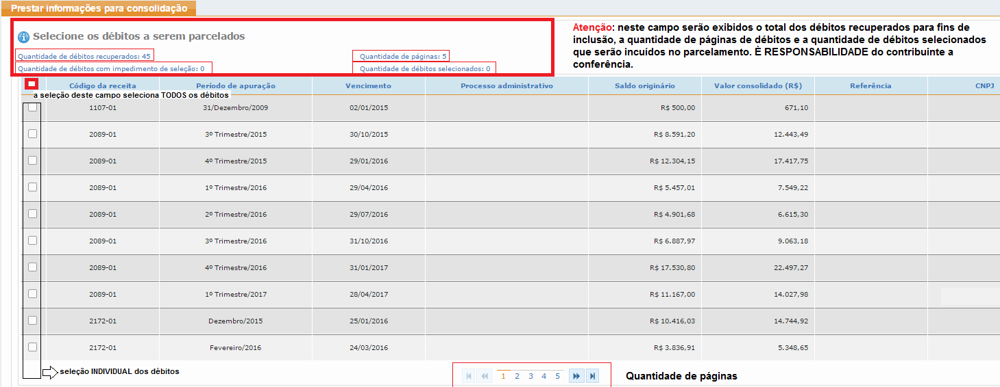 Prestar informações para consolidação
Selecione os débitos a serem parcelados
Quantidade de débitos recuperados: 45
Quantidade de páginas: 5
Quantidade de débitos com impedimento de seleção: 0
Quantidade de débitos selecionados: 0
Atenção: neste campo serão exibidos o total dos débitos recuperados para fins de
inclusão, a quantidade de páginas de débitos e a quantidade de débitos selecionados
que serão incuídos no parcelamento. È RESPONSABILIDADE do contribuinte a
conferência.
Código da receita Período de apuração Vencimento Processo administrativo Saldo originário Valor consolidado (R$) Referência CNPJ
a seleção deste campo seleciona TODOS os débitos
1107-01 31/Dezembro/2009 02/01/2015 R$ 500,00 671,10
2089-01 3º Trimestre/2015 30/10/2015 R$ 8.591,20 12.443,49
2089-01 4º Trimestre/2015 29/01/2016 R$ 12.304,15 17.417,75
2089-01 1º Trimestre/2016 29/04/2016 R$ 5.457,01 7.549,22
2089-01 2º Trimestre/2016 29/07/2016 R$ 4.901,68 6.615,30
2089-01 3º Trimestre/2016 31/10/2016 R$ 6.887,97 9.063,18
2089-01 4º Trimestre/2016 31/01/2017 R$ 17.530,80 22.497,27
2089-01 1º Trimestre/2017 28/04/2017 R$ 11.167,00 14.027,98
2172-01 Dezembro/2015 25/01/2016 R$ 10.416,03 14.744,92
2172-01 Fevereiro/2016 24/03/2016 R$ 3.836,91 5.348,65
seleção INDIVIDUAL dos débitos
1 2 3 4 5
Quantidade de páginas